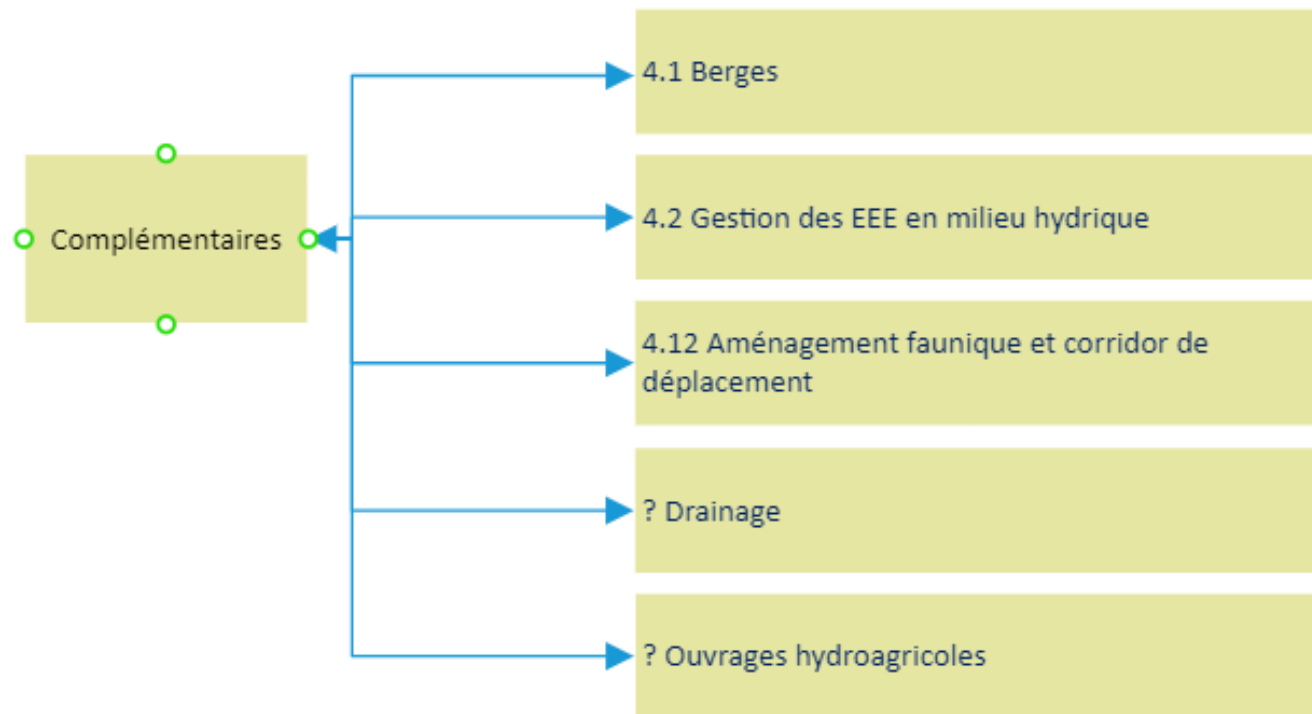 4.1 Berges
Complémentaires
4.2 Gestion des EEE en milieu hydrique
4.12 Aménagement faunique et corridor de
déplacement
? Drainage
? Ouvrages hydroagricoles